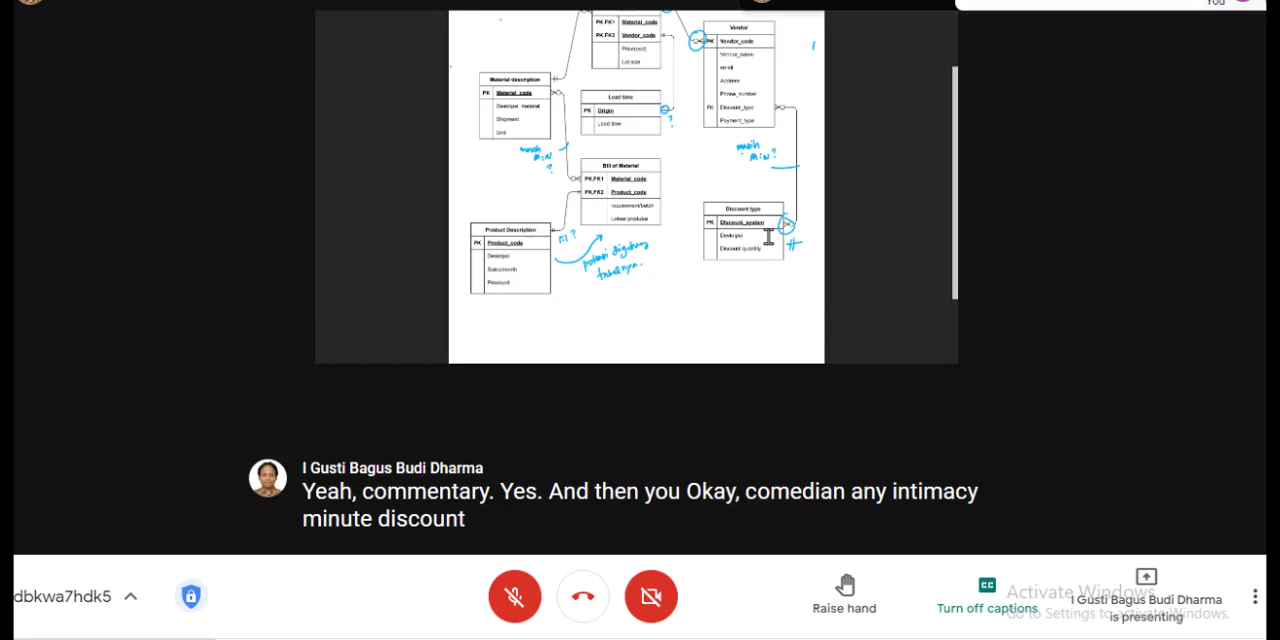 You
PK,FK1 Material_code
PK,FK2 Vendor_code
Price(usd)
Lot size
Vendor
PK Vendor_code
Vendor_name
email
Address
Phone_number
FK Discount_type
Payment_type
Material description
PK Material_code
Deskripsi material
Shipment
Unit
Lead time
PK Origin
Lead time
?
masih
M:N
?
masih
M:N ?
Bill of Material
PK,FK1 Material_code
PK,FK2 Product_code
requirement/batch
Lokasi produksi
Product Description
PK Product_code
Deskripsi
Sales/month
Price/unit
Discount type
PK Discount_system
Deskripsi
Discount quantity
I Gusti Bagus Budi Dharma
Yeah, commentary. Yes. And then you Okay, comedian any intimacy
minute discount
dbkwa7hdk5
Raise hand
Turn off captions
I Gusti Bagus Budi Dharma
is presenting
Activate Windows
Go to Settings to activate Windows.